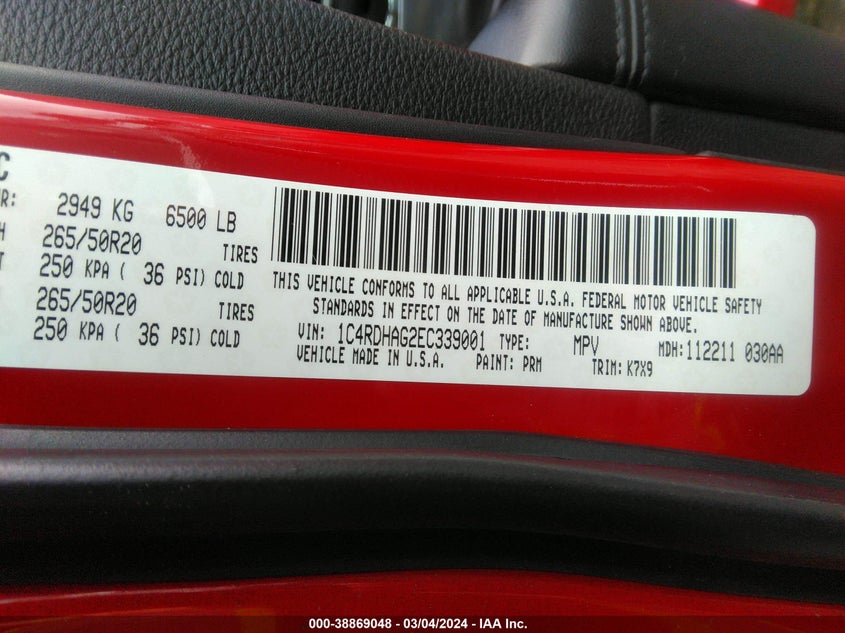 C
R: 2949 KG 6500 LB
H 265/50R20 TIRES
T 250 KPA ( 36 PSI) COLD
265/50R20 TIRES
250 KPA ( 36 PSI) COLD
THIS VEHICLE CONFORMS TO ALL APPLICABLE U.S.A. FEDERAL MOTOR VEHICLE SAFETY
STANDARDS IN EFFECT ON THE DATE OF MANUFACTURE SHOWN ABOVE.
VIN: 1C4RDHAG2EC339001 TYPE: MPV MDH: 112211 030AA
VEHICLE MADE IN U.S.A. PAINT: PRM TRIM: K7X9
000-38869048 - 03/04/2024 - IAA Inc.